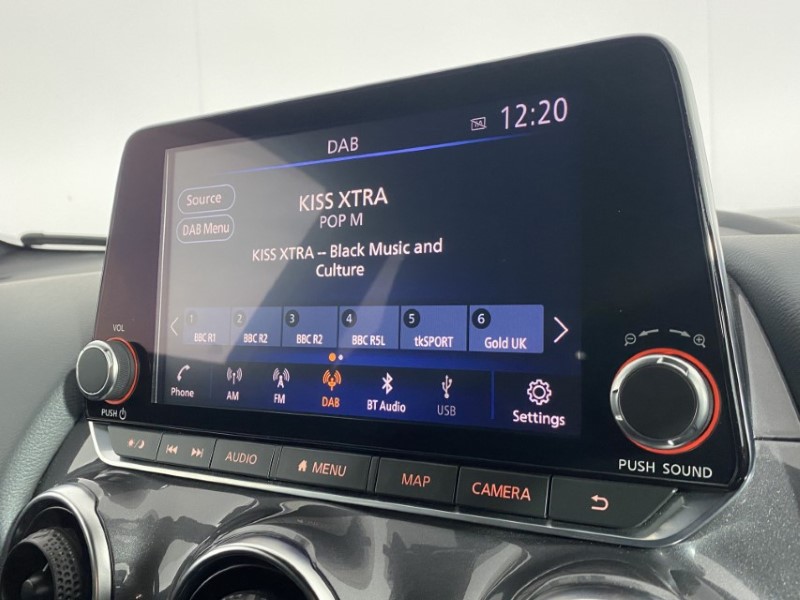 DAB
12:20
Source
DAB Menu
KISS XTRA
POP M
KISS XTRA -- Black Music and
Culture
1 2 3 4 5 6
BBC R1 BBC R2 BBC R2 BBC R5L tkSPORT Gold UK
Phone AM FM DAB BT Audio USB Settings
VOL
PUSH
PUSH SOUND
AUDIO MENU MAP CAMERA